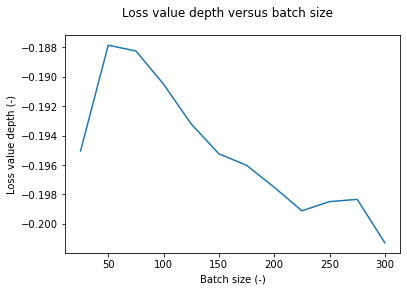 Loss value depth versus batch size
−0.188
−0.190
−0.192
−0.194
−0.196
−0.198
−0.200
Loss value depth (-)
50 100 150 200 250 300
Batch size (-)